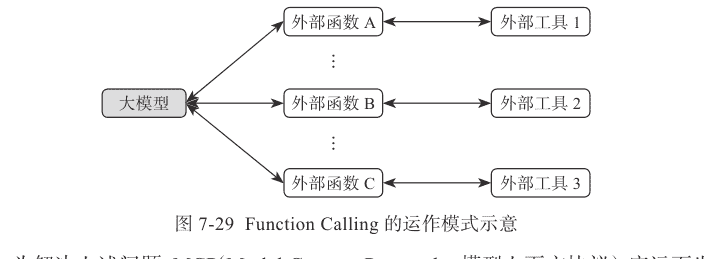 外部函数 A 外部工具 1
⋮
大模型 外部函数 B 外部工具 2
⋮
外部函数 C 外部工具 3
图 7-29 Function Calling 的运作模式示意